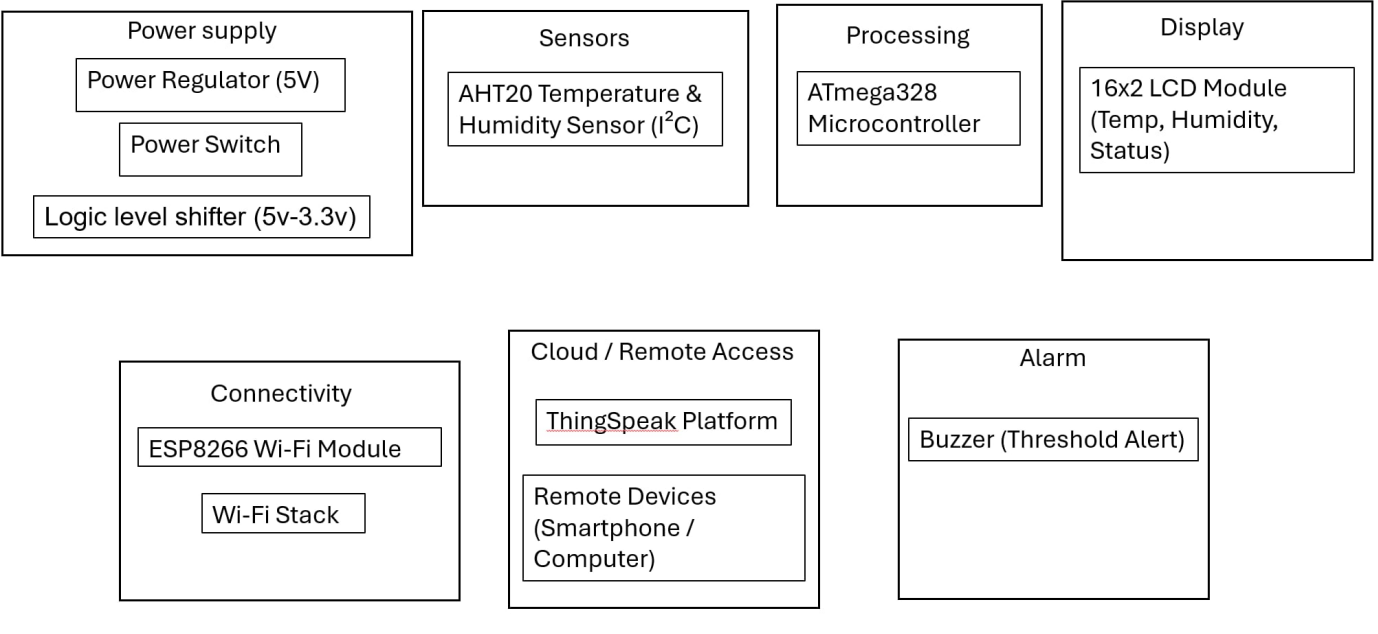 Power supply
Power Regulator (5V)
Power Switch
Logic level shifter (5v-3.3v)
Sensors
AHT20 Temperature &
Humidity Sensor (I²C)
Processing
ATmega328
Microcontroller
Display
16x2 LCD Module
(Temp, Humidity,
Status)
Connectivity
ESP8266 Wi-Fi Module
Wi-Fi Stack
Cloud / Remote Access
ThingSpeak Platform
Remote Devices
(Smartphone /
Computer)
Alarm
Buzzer (Threshold Alert)